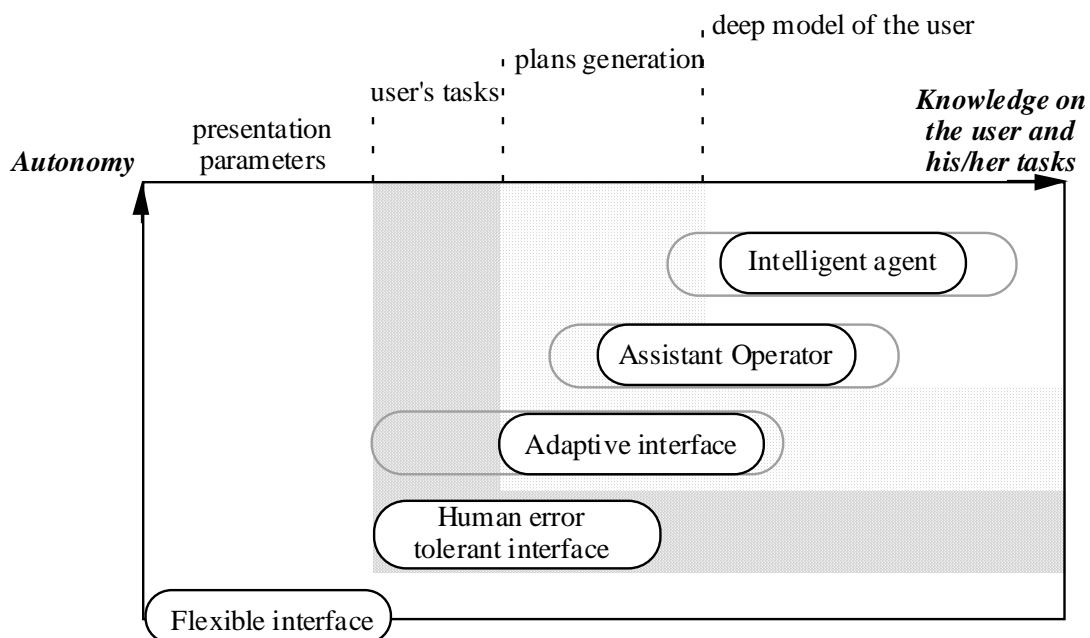 deep model of the user
plans generation
user's tasks
Knowledge on
the user and
his/her tasks
presentation
parameters
Autonomy
Intelligent agent
Assistant Operator
Adaptive interface
Human error
tolerant interface
Flexible interface